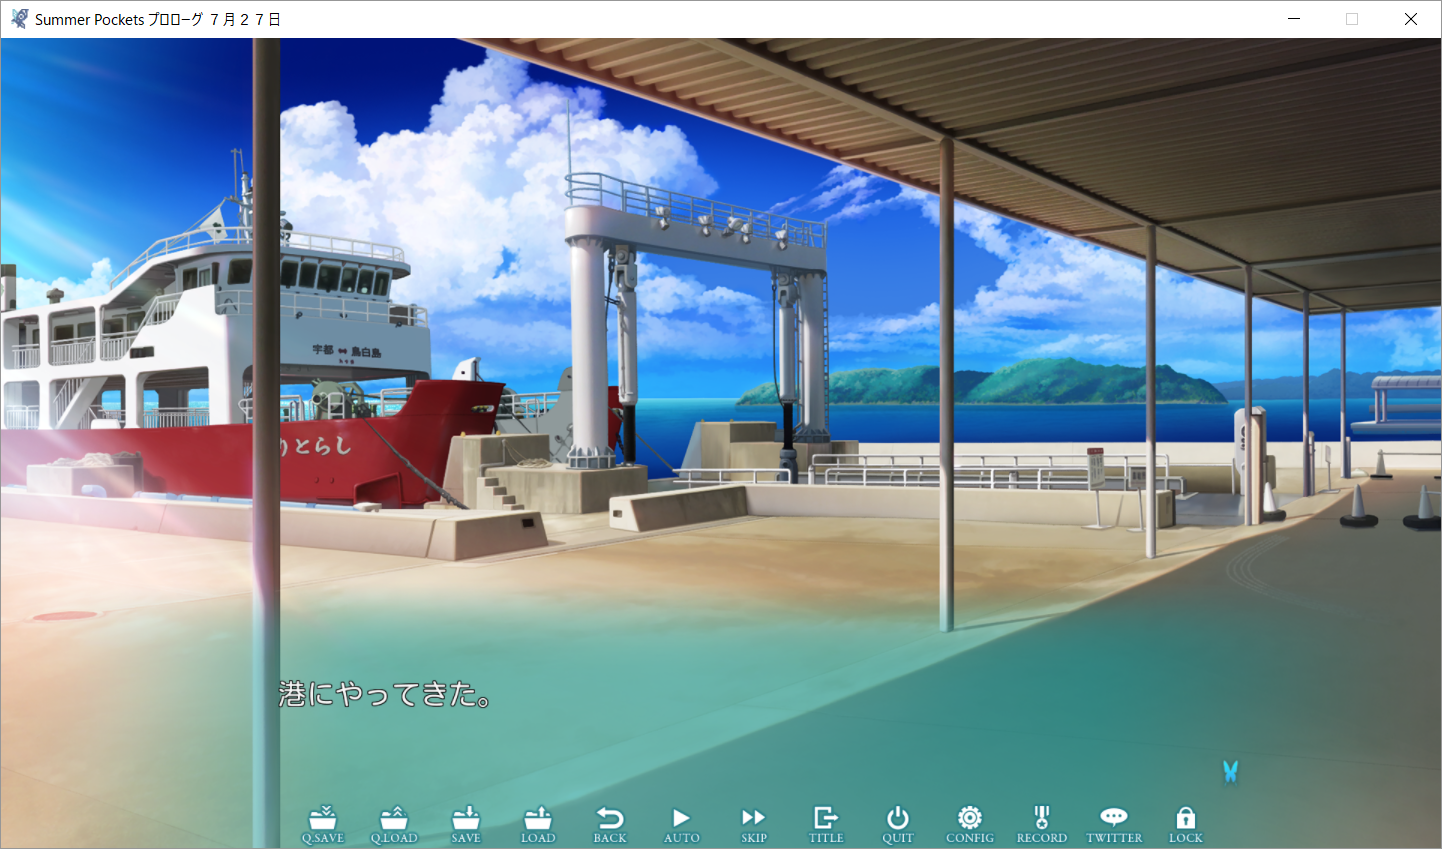 Summer Pockets プロローグ ７月２７日
宇都 ⇔ 鳥白島
りとらし
港にやってきた。
Q.SAVE Q.LOAD SAVE LOAD BACK AUTO SKIP TITLE QUIT CONFIG RECORD TWITTER LOCK